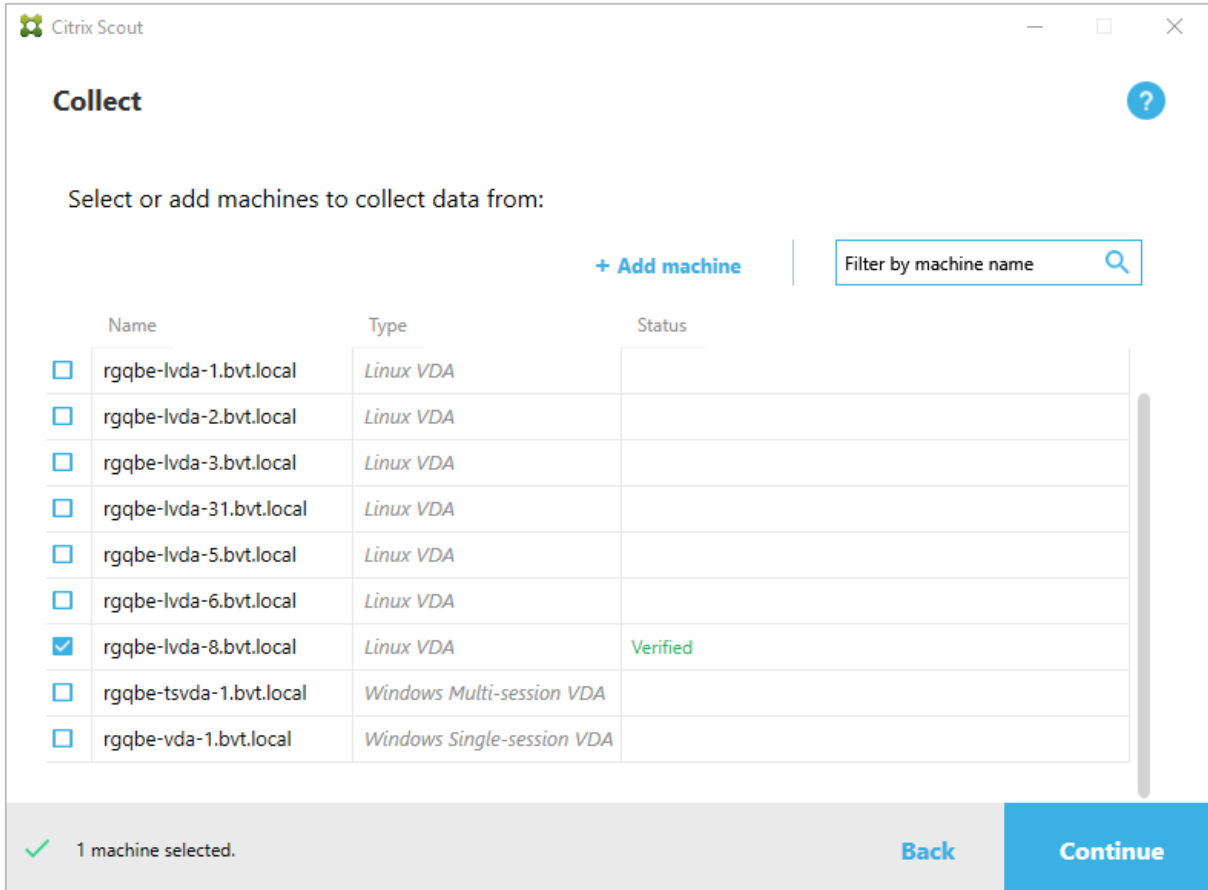 Citrix Scout
Collect
?
Select or add machines to collect data from:
+ Add machine
Filter by machine name
Name Type Status
rgqbe-lvda-1.bvt.local Linux VDA
rgqbe-lvda-2.bvt.local Linux VDA
rgqbe-lvda-3.bvt.local Linux VDA
rgqbe-lvda-31.bvt.local Linux VDA
rgqbe-lvda-5.bvt.local Linux VDA
rgqbe-lvda-6.bvt.local Linux VDA
rgqbe-lvda-8.bvt.local Linux VDA Verified
rgqbe-tsvda-1.bvt.local Windows Multi-session VDA
rgqbe-vda-1.bvt.local Windows Single-session VDA
1 machine selected.
Back
Continue